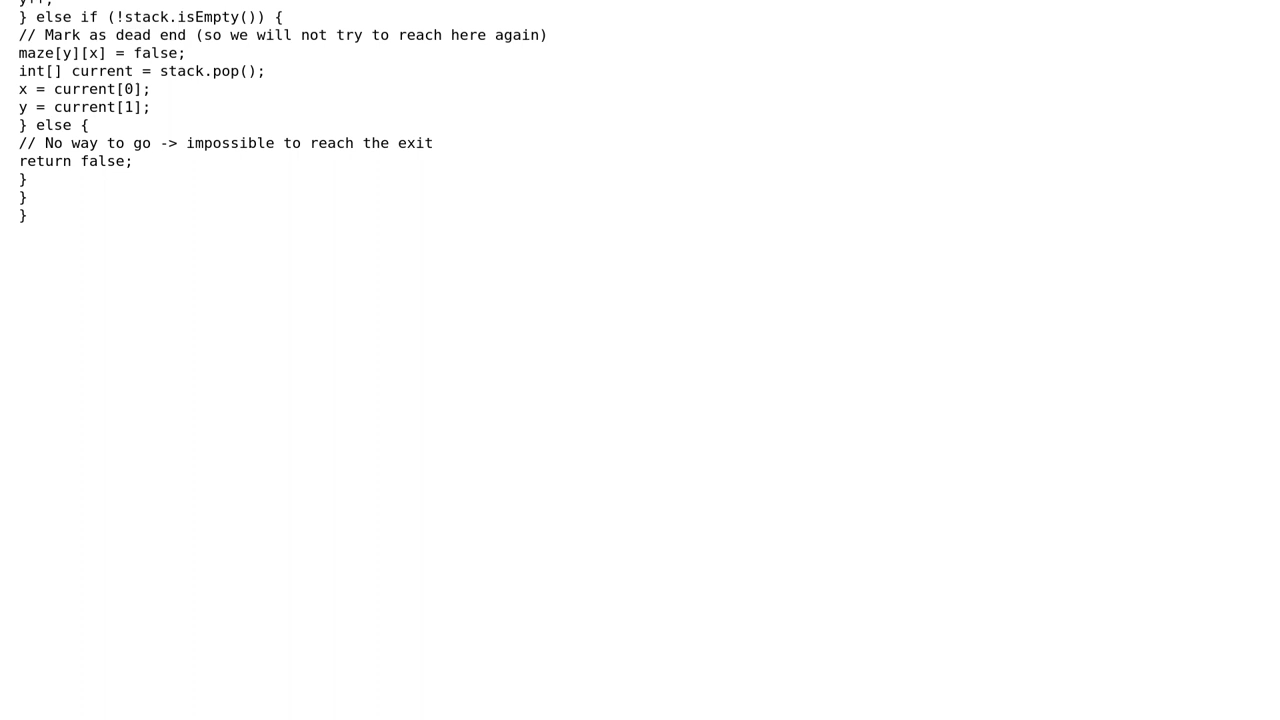 } else if (!stack.isEmpty()) {
// Mark as dead end (so we will not try to reach here again)
maze[y][x] = false;
int[] current = stack.pop();
x = current[0];
y = current[1];
} else {
// No way to go -> impossible to reach the exit
return false;
}
}
}